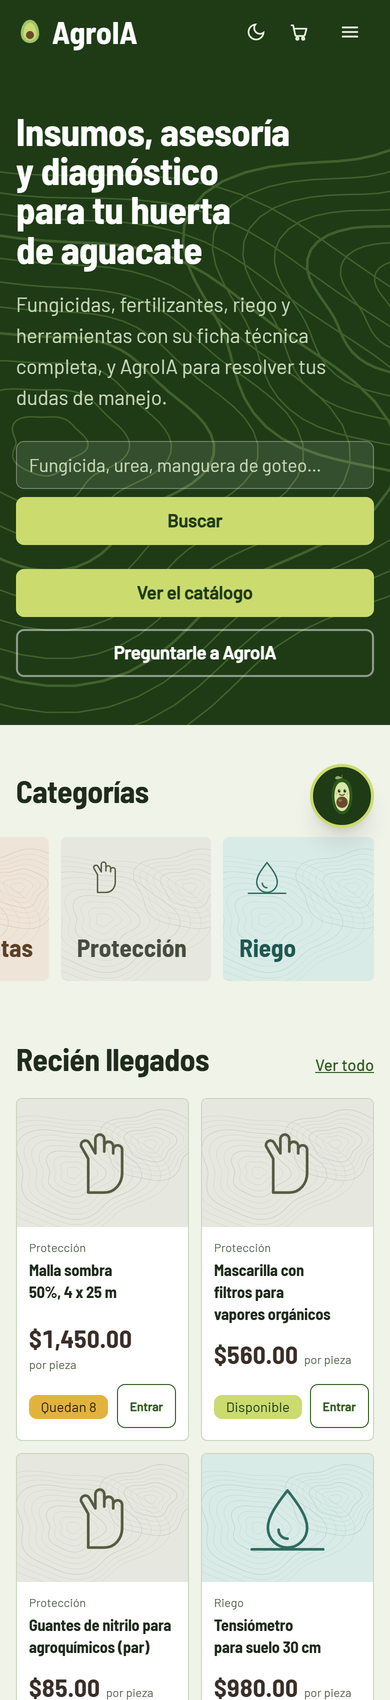 AgroIA
Insumos, asesoría
y diagnóstico
para tu huerta
de aguacate
Fungicidas, fertilizantes, riego y
herramientas con su ficha técnica
completa, y AgroIA para resolver tus
dudas de manejo.
Fungicida, urea, manguera de goteo...
Buscar
Ver el catálogo
Preguntarle a AgroIA
Categorías
tas
Protección
Riego
Recién llegados
Ver todo
Protección
Malla sombra
50%, 4 x 25 m
$1,450.00
por pieza
Quedan 8
Entrar
Protección
Mascarilla con
filtros para
vapores orgánicos
$560.00 por pieza
Disponible
Entrar
Protección
Guantes de nitrilo para
agroquímicos (par)
$85.00 por pieza
Riego
Tensiómetro
para suelo 30 cm
$980.00 por pieza